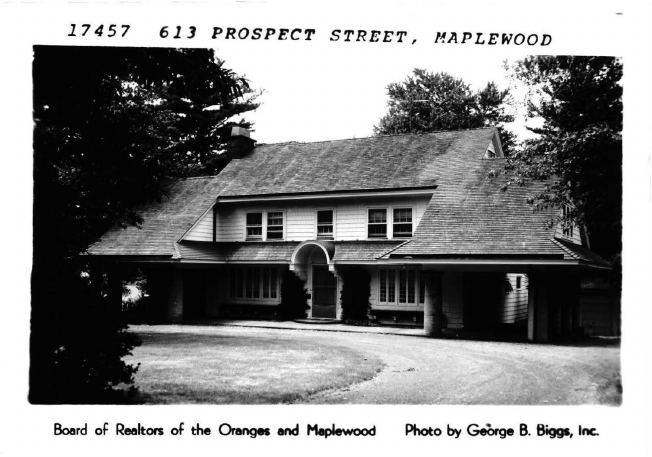 17457 613 PROSPECT STREET, MAPLEWOOD
Board of Realtors of the Oranges and Maplewood Photo by George B. Biggs, Inc.